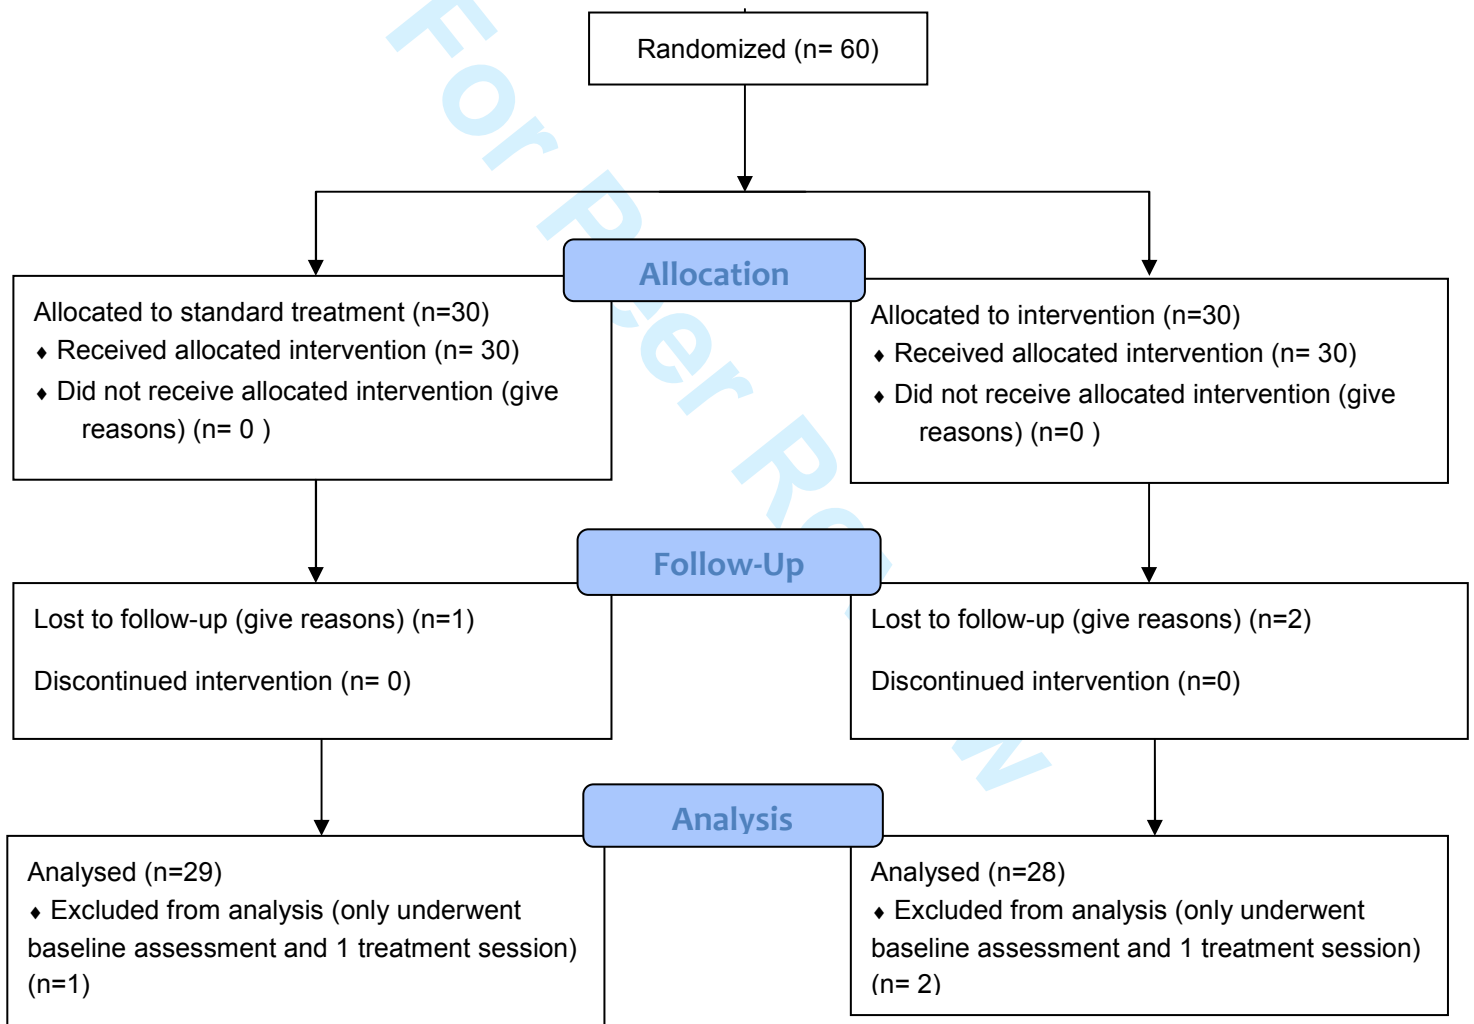 Randomized (n= 60)
Allocation
Allocated to standard treatment (n=30)
♦ Received allocated intervention (n= 30)
♦ Did not receive allocated intervention (give
reasons) (n= 0 )
Allocated to intervention (n=30)
♦ Received allocated intervention (n= 30)
♦ Did not receive allocated intervention (give
reasons) (n=0 )
Follow-Up
Lost to follow-up (give reasons) (n=1)
Discontinued intervention (n= 0)
Lost to follow-up (give reasons) (n=2)
Discontinued intervention (n=0)
Analysis
Analysed (n=29)
♦ Excluded from analysis (only underwent
baseline assessment and 1 treatment session)
(n=1)
Analysed (n=28)
♦ Excluded from analysis (only underwent
baseline assessment and 1 treatment session)
(n= 2)
For Peer Review